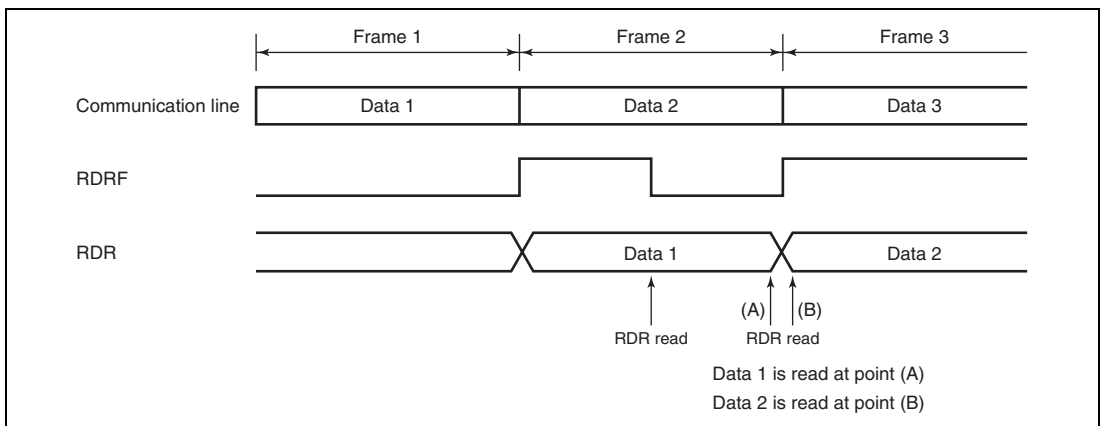 Frame 1 Frame 2 Frame 3
Communication line Data 1 Data 2 Data 3
RDRF
RDR Data 1 Data 2
(A) (B)
RDR read RDR read
Data 1 is read at point (A)
Data 2 is read at point (B)